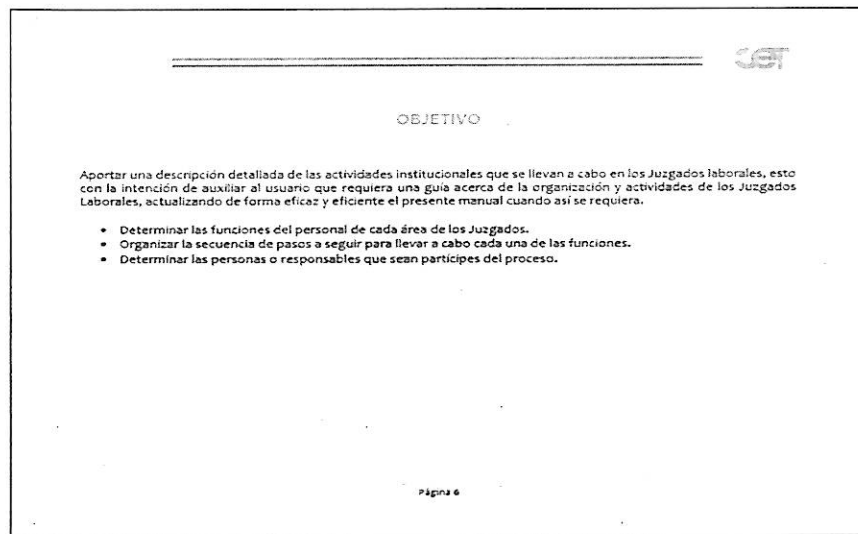 OBJETIVO
Aportar una descripción detallada de las actividades institucionales que se llevan a cabo en los Juzgados laborales, esto
con la intención de auxiliar al usuario que requiera una guía acerca de la organización y actividades de los Juzgados
Laborales, actualizando de forma eficaz y eficiente el presente manual cuando así se requiera.
• Determinar las funciones del personal de cada área de los Juzgados.
• Organizar la secuencia de pasos a seguir para llevar a cabo cada una de las funciones.
• Determinar las personas o responsables que sean partícipes del proceso.
Página 6